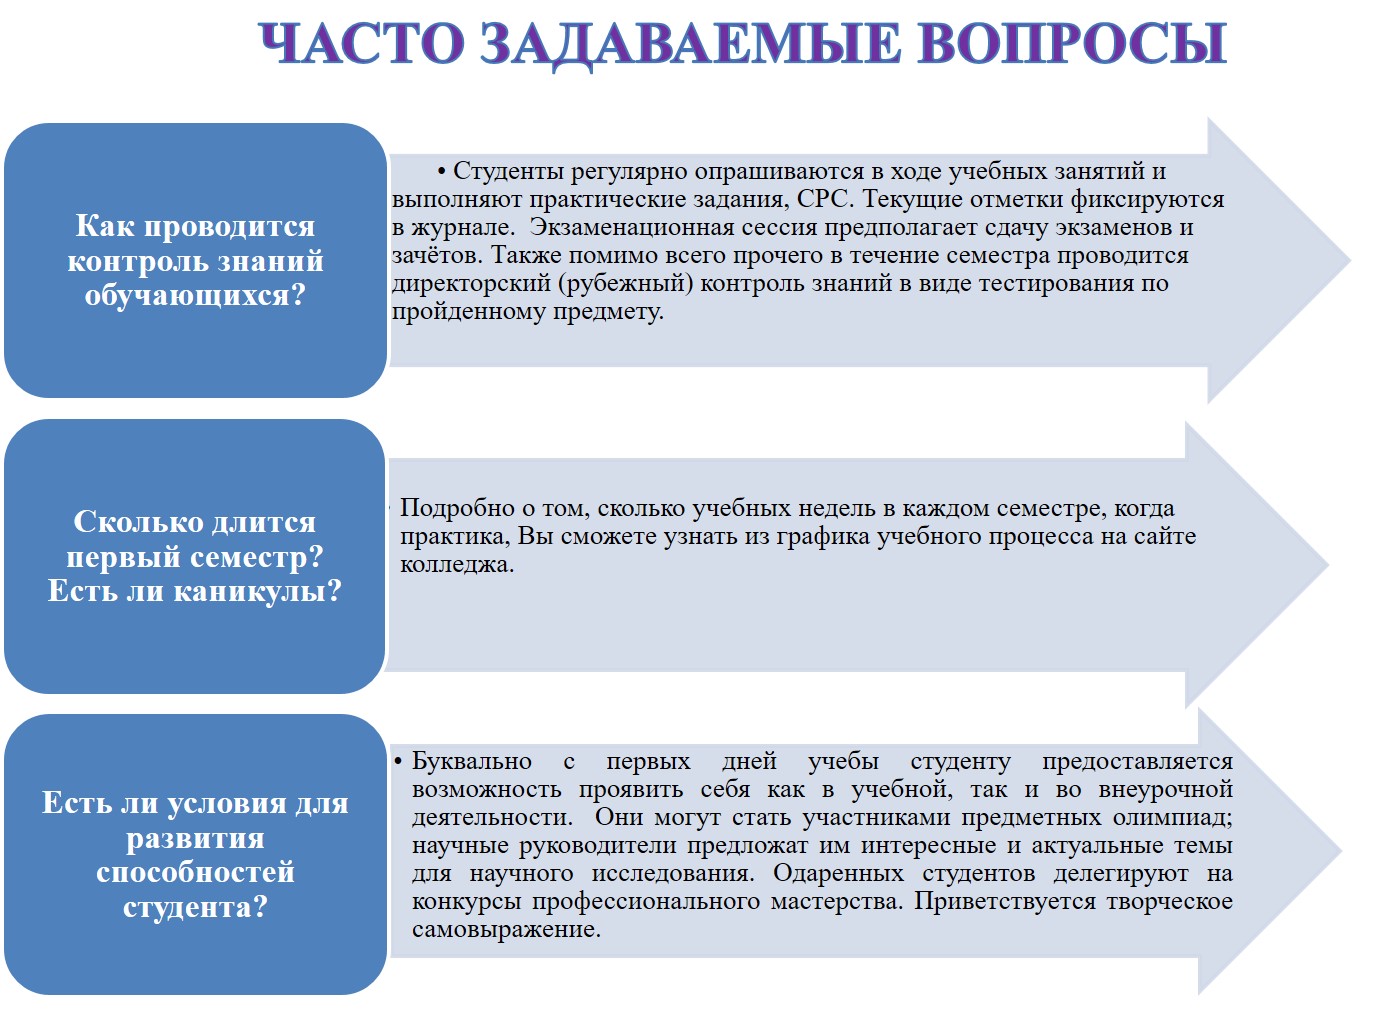 ЧАСТО ЗАДАВАЕМЫЕ ВОПРОСЫ
Как проводится
контроль знаний
обучающихся?
• Студенты регулярно опрашиваются в ходе учебных занятий и
выполняют практические задания, СРС. Текущие отметки фиксируются
в журнале. Экзаменационная сессия предполагает сдачу экзаменов и
зачётов. Также помимо всего прочего в течение семестра проводится
директорский (рубежный) контроль знаний в виде тестирования по
пройденному предмету.
Сколько длится
первый семестр?
Есть ли каникулы?
• Подробно о том, сколько учебных недель в каждом семестре, когда
практика, Вы сможете узнать из графика учебного процесса на сайте
колледжа.
Есть ли условия для
развития
способностей
студента?
• Буквально с первых дней учебы студенту предоставляется
возможность проявить себя как в учебной, так и во внеурочной
деятельности. Они могут стать участниками предметных олимпиад;
научные руководители предложат им интересные и актуальные темы
для научного исследования. Одаренных студентов делегируют на
конкурсы профессионального мастерства. Приветствуется творческое
самовыражение.